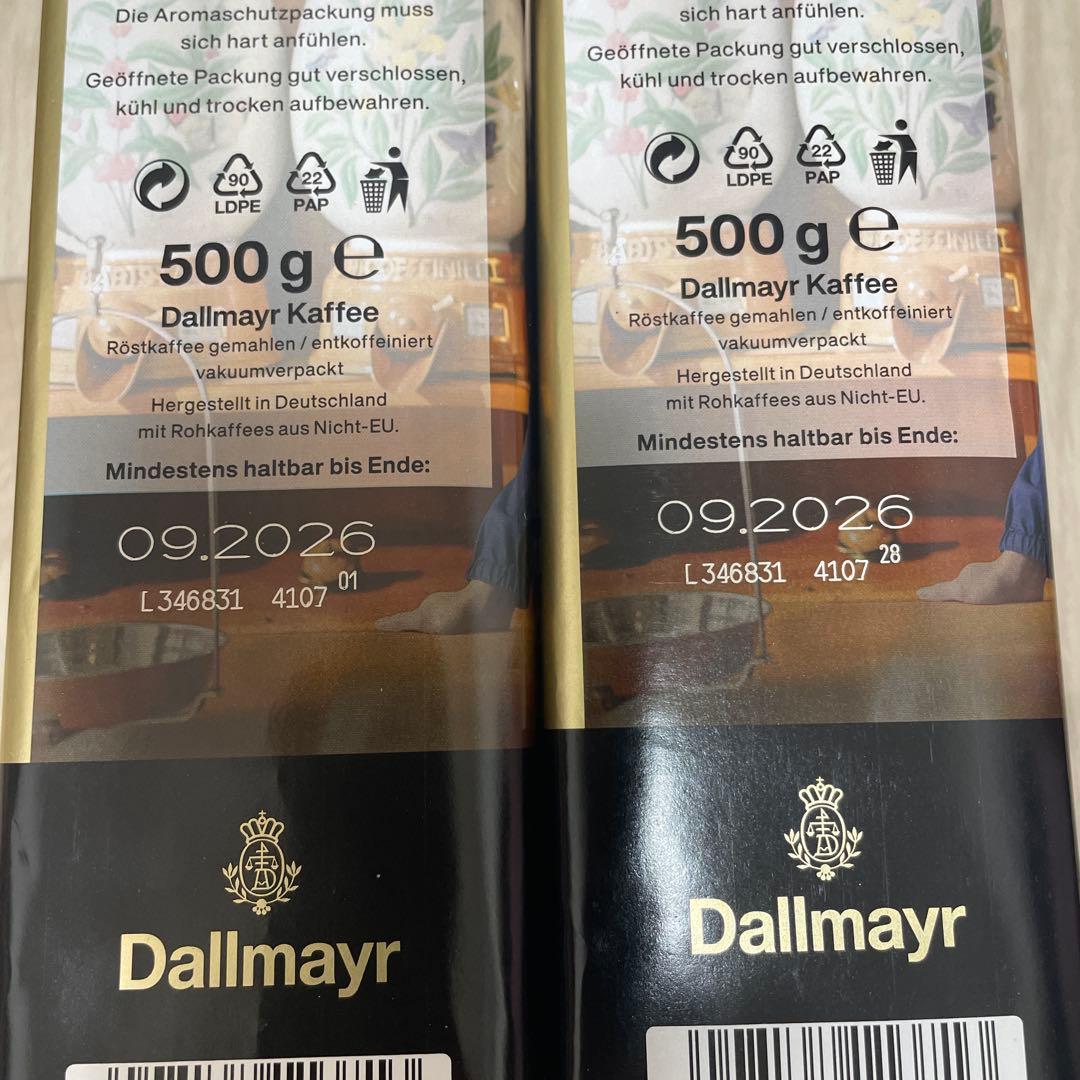 Die Aromaschutzpackung muss
sich hart anfühlen.
Geöffnete Packung gut verschlossen,
kühl und trocken aufbewahren.
90
LDPE
22
PAP
500 g e
Dallmayr Kaffee
Röstkaffee gemahlen / entkoffeiniert
vakuumverpackt
Hergestellt in Deutschland
mit Rohkaffees aus Nicht-EU.
Mindestens haltbar bis Ende:
09.2026
L346831 4107 01
Dallmayr
sich hart anfühlen.
Geöffnete Packung gut verschlossen,
kühl und trocken aufbewahren.
90
LDPE
22
PAP
500 g e
Dallmayr Kaffee
Röstkaffee gemahlen / entkoffeiniert
vakuumverpackt
Hergestellt in Deutschland
mit Rohkaffees aus Nicht-EU.
Mindestens haltbar bis Ende:
09.2026
L346831 4107 28
Dallmayr